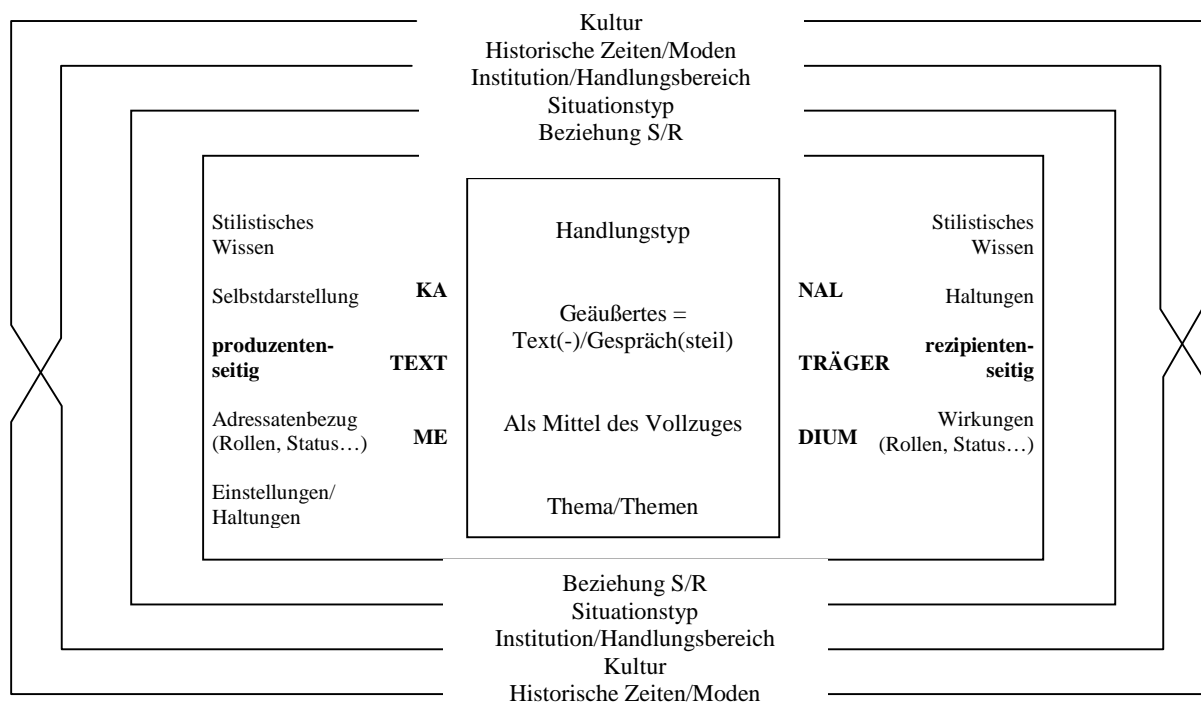 Kultur
Historische Zeiten/Moden
Institution/Handlungsbereich
Situationstyp
Beziehung S/R
Stilistisches
Wissen
Selbstdarstellung
produzenten-
seitig
Adressatenbezug
(Rollen, Status…)
Einstellungen/
Haltungen
KA
TEXT
ME
Handlungstyp
Geäußertes =
Text(-)/Gespräch(steil)
Als Mittel des Vollzuges
Thema/Themen
NAL
TRÄGER
DIUM
Stilistisches
Wissen
Haltungen
rezipienten-
seitig
Wirkungen
(Rollen, Status…)
Beziehung S/R
Situationstyp
Institution/Handlungsbereich
Kultur
Historische Zeiten/Moden